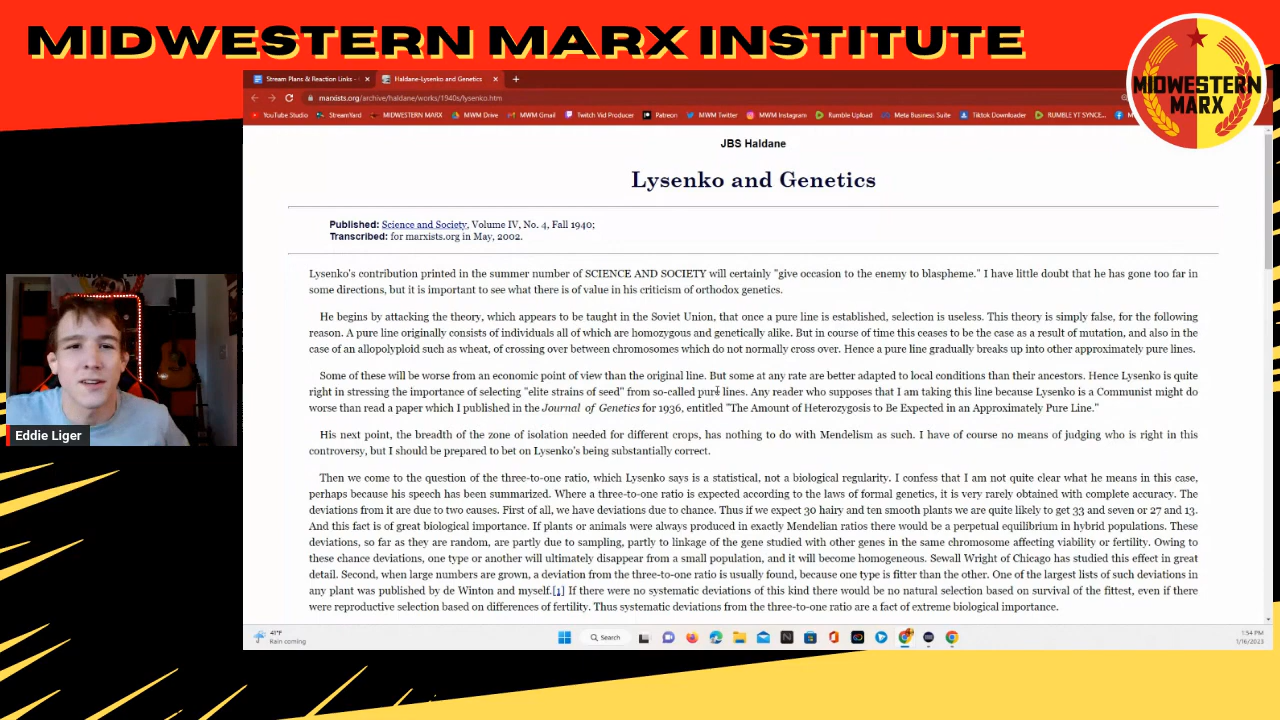 MIDWESTERN MARX INSTITUTE
MIDWESTERN
MARX
Stream Plans & Reaction Links -
Haldane-Lysenko and Genetics
marxists.org/archive/haldane/works/1940s/lysenko.htm
YouTube Studio StreamYard MIDWESTERN MARX MWM Drive MWM Gmail Twitch Vid Producer Patreon MWM Twitter MWM Instagram Rumble Upload Meta Business Suite Tiktok Downloader RUMBLE YT SYNCE...
JBS Haldane
Lysenko and Genetics
Published: Science and Society, Volume IV, No. 4, Fall 1940;
Transcribed: for marxists.org in May, 2002.
Lysenko's contribution printed in the summer number of SCIENCE AND SOCIETY will certainly "give occasion to the enemy to blaspheme." I have little doubt that he has gone too far in
some directions, but it is important to see what there is of value in his criticism of orthodox genetics.
He begins by attacking the theory, which appears to be taught in the Soviet Union, that once a pure line is established, selection is useless. This theory is simply false, for the following
reason. A pure line originally consists of individuals all of which are homozygous and genetically alike. But in course of time this ceases to be the case as a result of mutation, and also in the
case of an allopolyploid such as wheat, of crossing over between chromosomes which do not normally cross over. Hence a pure line gradually breaks up into other approximately pure lines.
Some of these will be worse from an economic point of view than the original line. But some at any rate are better adapted to local conditions than their ancestors. Hence Lysenko is quite
right in stressing the importance of selecting "elite strains of seed" from so-called pure lines. Any reader who supposes that I am taking this line because Lysenko is a Communist might do
worse than read a paper which I published in the Journal of Genetics for 1936, entitled "The Amount of Heterozygosis to Be Expected in an Approximately Pure Line."
His next point, the breadth of the zone of isolation needed for different crops, has nothing to do with Mendelism as such. I have of course no means of judging who is right in this
controversy, but I should be prepared to bet on Lysenko's being substantially correct.
Then we come to the question of the three-to-one ratio, which Lysenko says is a statistical, not a biological regularity. I confess that I am not quite clear what he means in this case,
perhaps because his speech has been summarized. Where a three-to-one ratio is expected according to the laws of formal genetics, it is very rarely obtained with complete accuracy. The
deviations from it are due to two causes. First of all, we have deviations due to chance. Thus if we expect 30 hairy and ten smooth plants we are quite likely to get 33 and seven or 27 and 13.
And this fact is of great biological importance. If plants or animals were always produced in exactly Mendelian ratios there would be a perpetual equilibrium in hybrid populations. These
deviations, so far as they are random, are partly due to sampling, partly to linkage of the gene studied with other genes in the same chromosome affecting viability or fertility. Owing to
these chance deviations, one type or another will ultimately disappear from a small population, and it will become homogeneous. Sewall Wright of Chicago has studied this effect in great
detail. Second, when large numbers are grown, a deviation from the three-to-one ratio is usually found, because one type is fitter than the other. One of the largest lists of such deviations in
any plant was published by de Winton and myself.[1] If there were no systematic deviations of this kind there would be no natural selection based on survival of the fittest, even if there
were reproductive selection based on differences of fertility. Thus systematic deviations from the three-to-one ratio are a fact of extreme biological importance.
Eddie Liger
41°F
Rain coming
Search
1:54 PM
1/16/2023